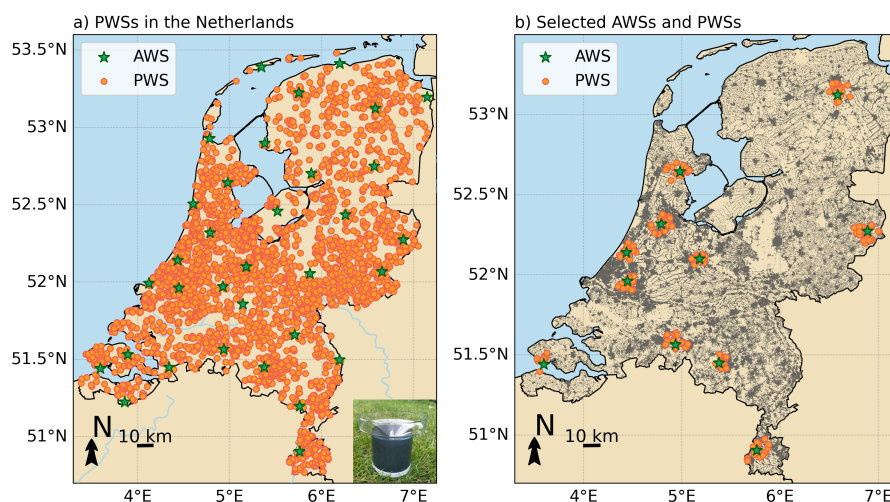 a) PWSs in the Netherlands
AWS
PWS
53.5°N
53°N
52.5°N
52°N
51.5°N
51°N
N
10 km
4°E
5°E
6°E
7°E
b) Selected AWSs and PWSs
AWS
PWS
53°N
52.5°N
52°N
51.5°N
51°N
N
10 km
4°E
5°E
6°E
7°E